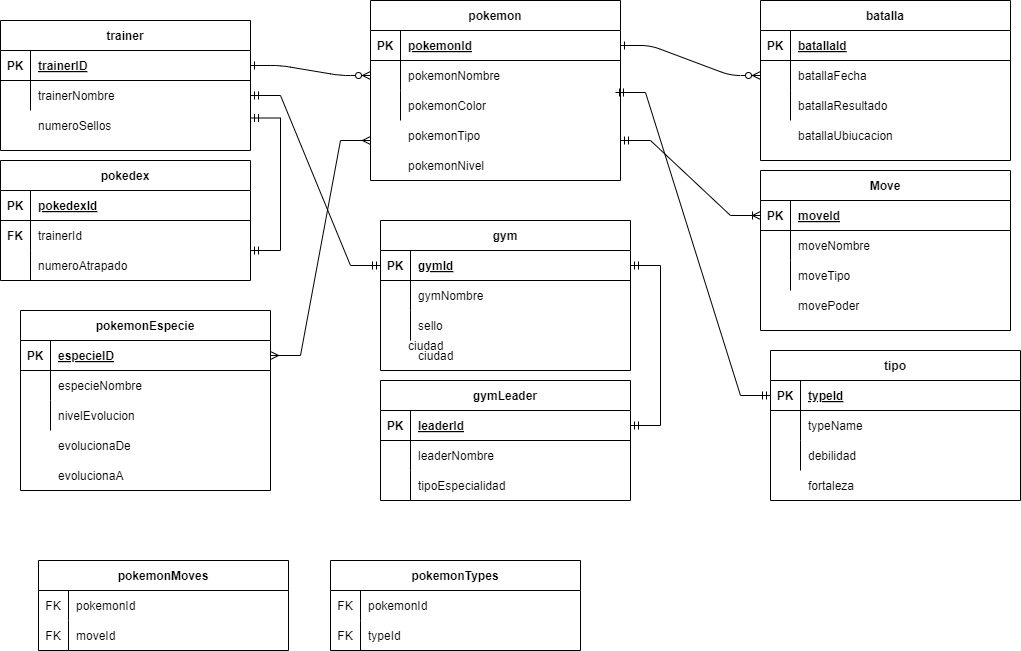 trainer
PK trainerID
trainerNombre
numeroSellos
pokedex
PK pokedexId
FK trainerId
numeroAtrapado
pokemonEspecie
PK especieID
especieNombre
nivelEvolucion
evolucionaDe
evolucionaA
pokemon
PK pokemonId
pokemonNombre
pokemonColor
pokemonTipo
pokemonNivel
gym
PK gymId
gymNombre
sello
ciudad
ciudad
gymLeader
PK leaderId
leaderNombre
tipoEspecialidad
batalla
PK batallaId
batallaFecha
batallaResultado
batallaUbiucacion
Move
PK moveId
moveNombre
moveTipo
movePoder
tipo
PK typeId
typeName
debilidad
fortaleza
pokemonMoves
FK pokemonId
FK moveId
pokemonTypes
FK pokemonId
FK typeId